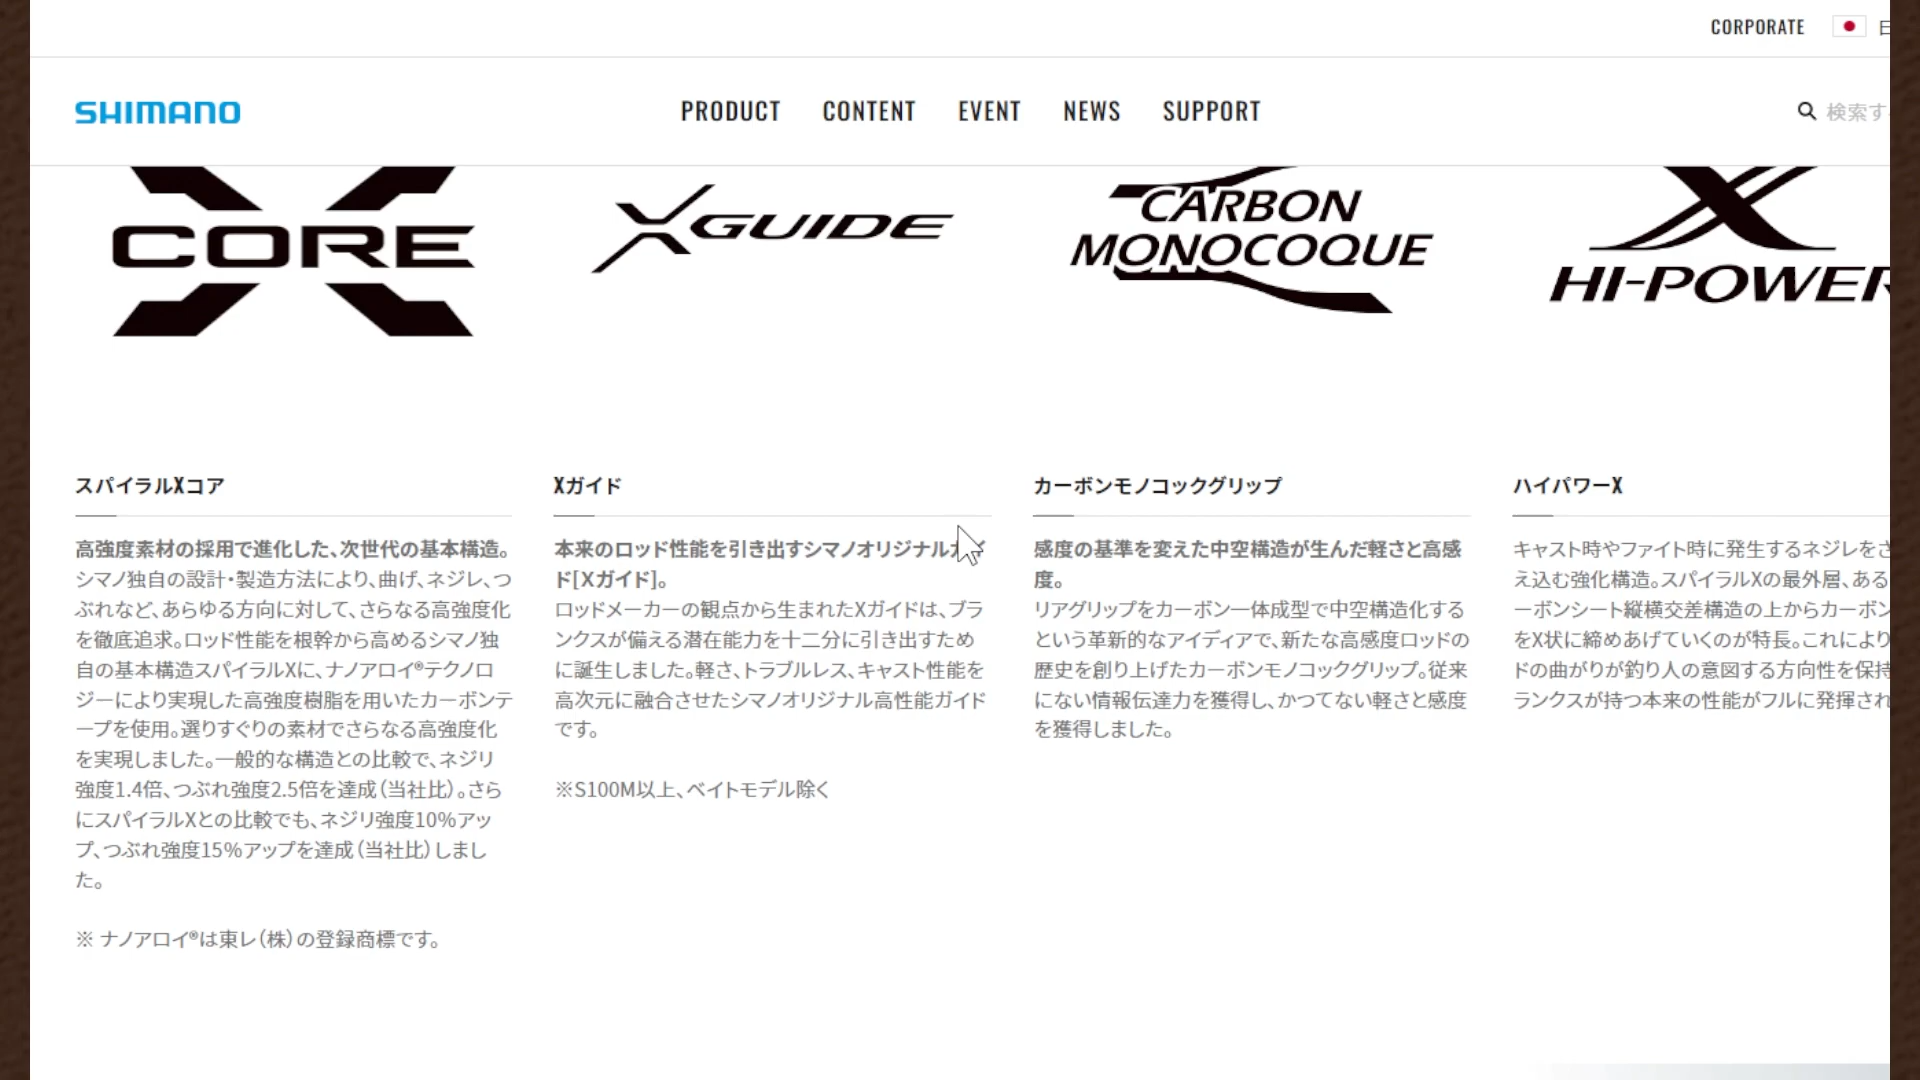 CORPORATE
SHIMANO
PRODUCT CONTENT EVENT NEWS SUPPORT
検索す
CORE
XGUIDE
CARBON
MONOCOQUE
X
HI-POWER
スパイラルXコア
高強度素材の採用で進化した、次世代の基本構造。
シマノ独自の設計・製造方法により、曲げ、ネジレ、つ
ぶれなど、あらゆる方向に対して、さらなる高強度化
を徹底追求。ロッド性能を根幹から高めるシマノ独
自の基本構造スパイラルXに、ナノアロイ®テクノロ
ジーにより実現した高強度樹脂を用いたカーボンテ
ープを使用。選りすぐりの素材でさらなる高強度化
を実現しました。一般的な構造との比較で、ネジリ
強度1.4倍、つぶれ強度2.5倍を達成（当社比）。さら
にスパイラルXとの比較でも、ネジリ強度10％アッ
プ、つぶれ強度15％アップを達成（当社比）しまし
た。
※ ナノアロイ®は東レ（株）の登録商標です。
Xガイド
本来のロッド性能を引き出すシマノオリジナルガイ
ド[Xガイド]。
ロッドメーカーの観点から生まれたXガイドは、ブラ
ンクスが備える潜在能力を十二分に引き出すため
に誕生しました。軽さ、トラブルレス、キャスト性能を
高次元に融合させたシマノオリジナル高性能ガイド
です。
※S100M以上、ベイトモデル除く
カーボンモノコックグリップ
感度の基準を変えた中空構造が生んだ軽さと高感
度。
リアグリップをカーボン一体成型で中空構造化する
という革新的なアイディアで、新たな高感度ロッドの
歴史を創り上げたカーボンモノコックグリップ。従来
にない情報伝達力を獲得し、かつてない軽さと感度
を獲得しました。
ハイパワーX
キャスト時やファイト時に発生するネジレをさ
え込む強化構造。スパイラルXの最外層、ある
ーボンシート縦横交差構造の上からカーボン
をX状に締めあげていくのが特長。これにより
ドの曲がりが釣り人の意図する方向性を保持
ランクスが持つ本来の性能がフルに発揮され